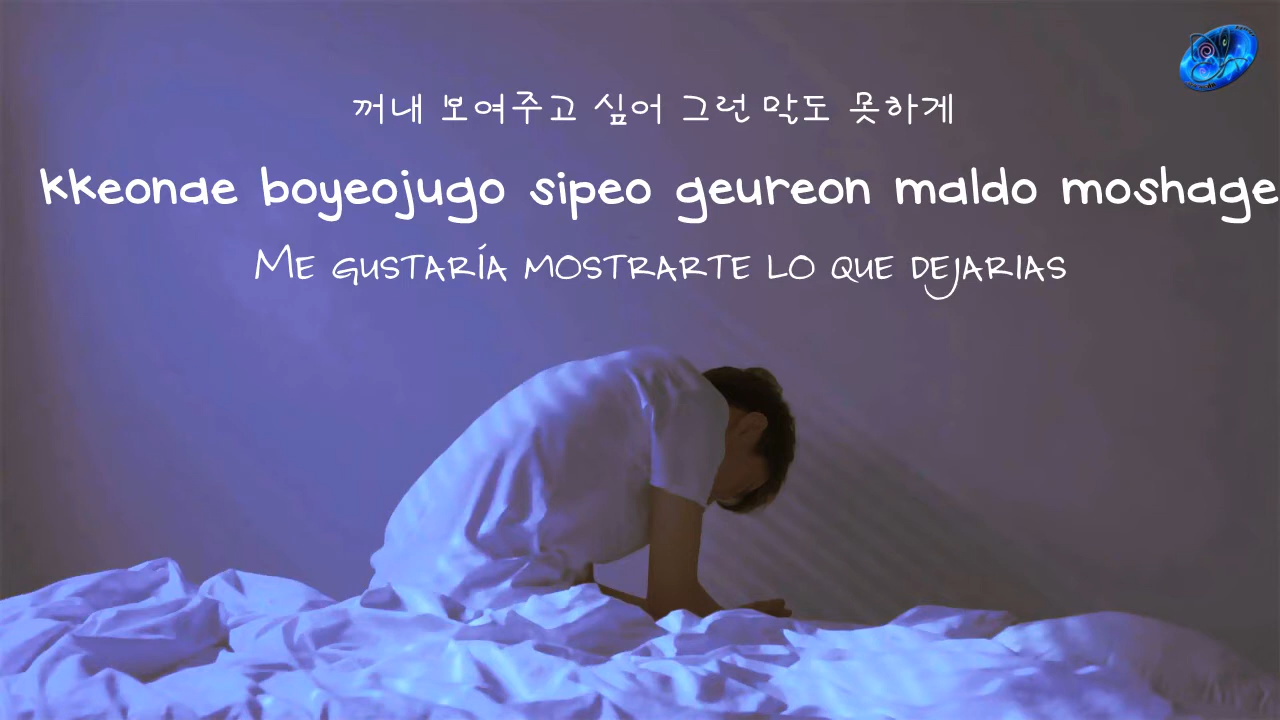 꺼내 보여주고 싶어 그런 말도 못하게
kkeonae boyeojugo sipeo geureon maldo moshage
Me gustaría mostrarte lo que dejarias